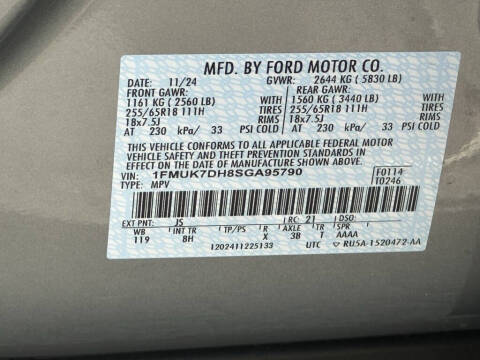 MFD. BY FORD MOTOR CO.
DATE: 11/24 GVWR: 2644 KG ( 5830 LB)
FRONT GAWR: REAR GAWR:
1161 KG ( 2560 LB) WITH 1560 KG ( 3440 LB) WITH
255/65R18 111H TIRES 255/65R18 111H TIRES
18x7.5J RIMS 18x7.5J RIMS
AT 230 kPa/ 33 PSI COLD AT 230 kPa/ 33 PSI COLD
THIS VEHICLE CONFORMS TO ALL APPLICABLE FEDERAL MOTOR
VEHICLE SAFETY AND THEFT PREVENTION STANDARDS IN
EFFECT ON THE DATE OF MANUFACTURE SHOWN ABOVE.
VIN: 1FMUK7DH8SGA95790 F0114
TYPE: MPV T0246
EXT PNT: JS RC: 21 DSO:
WB INT TR TP/PS R AXLE TR SPR
119 8H X 3B T AAAA
1202411225133 UTC RU5A-1520472-AA